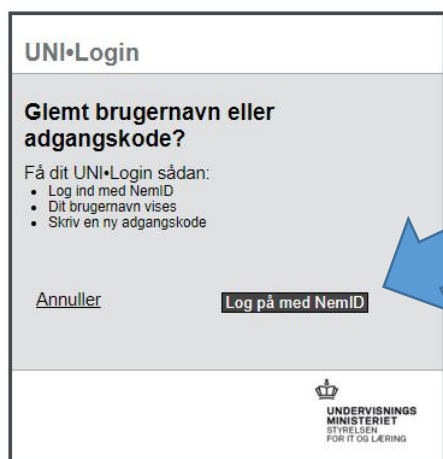 UNI•Login
Glemt brugernavn eller
adgangskode?
Få dit UNI•Login sådan:
• Log ind med NemID
• Dit brugernavn vises
• Skriv en ny adgangskode
Annuller
Log på med NemID
UNDERVISNINGS
MINISTERIET
STYRELSEN
FOR IT OG LÆRING